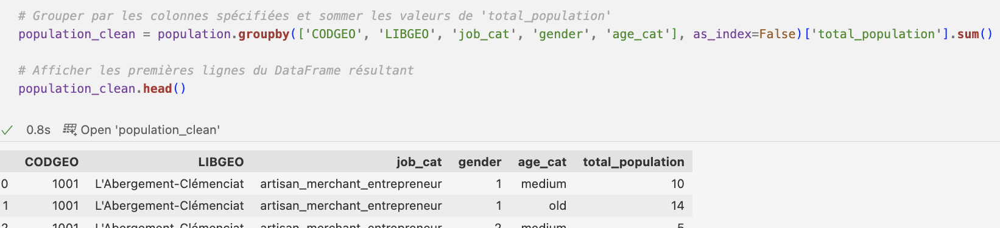 # Grouper par les colonnes spécifiées et sommer les valeurs de 'total_population'
population_clean = population.groupby(['CODGEO', 'LIBGEO', 'job_cat', 'gender', 'age_cat'], as_index=False)['total_population'].sum()
# Afficher les premières lignes du DataFrame résultant
population_clean.head()
0.8s Open 'population_clean'
CODGEO LIBGEO job_cat gender age_cat total_population
0 1001 L'Abergement-Clémenciat artisan_merchant_entrepreneur 1 medium 10
1 1001 L'Abergement-Clémenciat artisan_merchant_entrepreneur 1 old 14
2 1001 L'Abergement-Clémenciat artisan_merchant_entrepreneur 2 medium 5